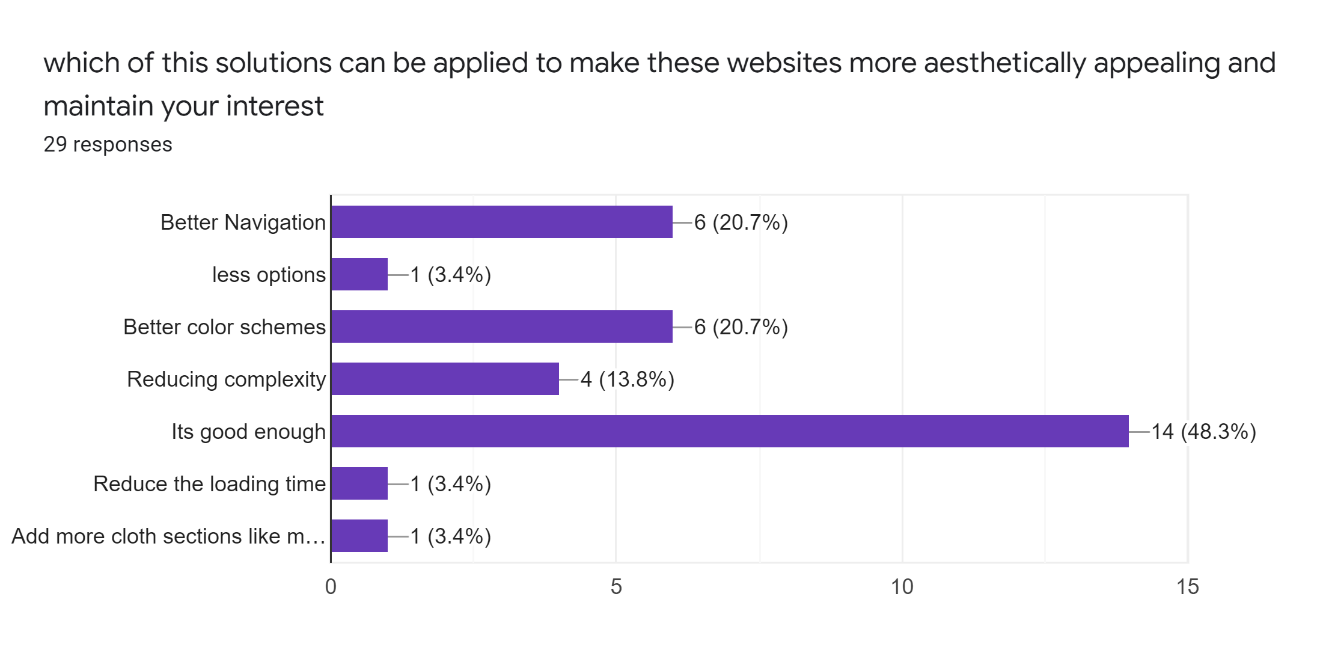 which of this solutions can be applied to make these websites more aesthetically appealing and
maintain your interest
29 responses
Better Navigation 6 (20.7%)
less options 1 (3.4%)
Better color schemes 6 (20.7%)
Reducing complexity 4 (13.8%)
Its good enough 14 (48.3%)
Reduce the loading time 1 (3.4%)
Add more cloth sections like m… 1 (3.4%)
0 5 10 15